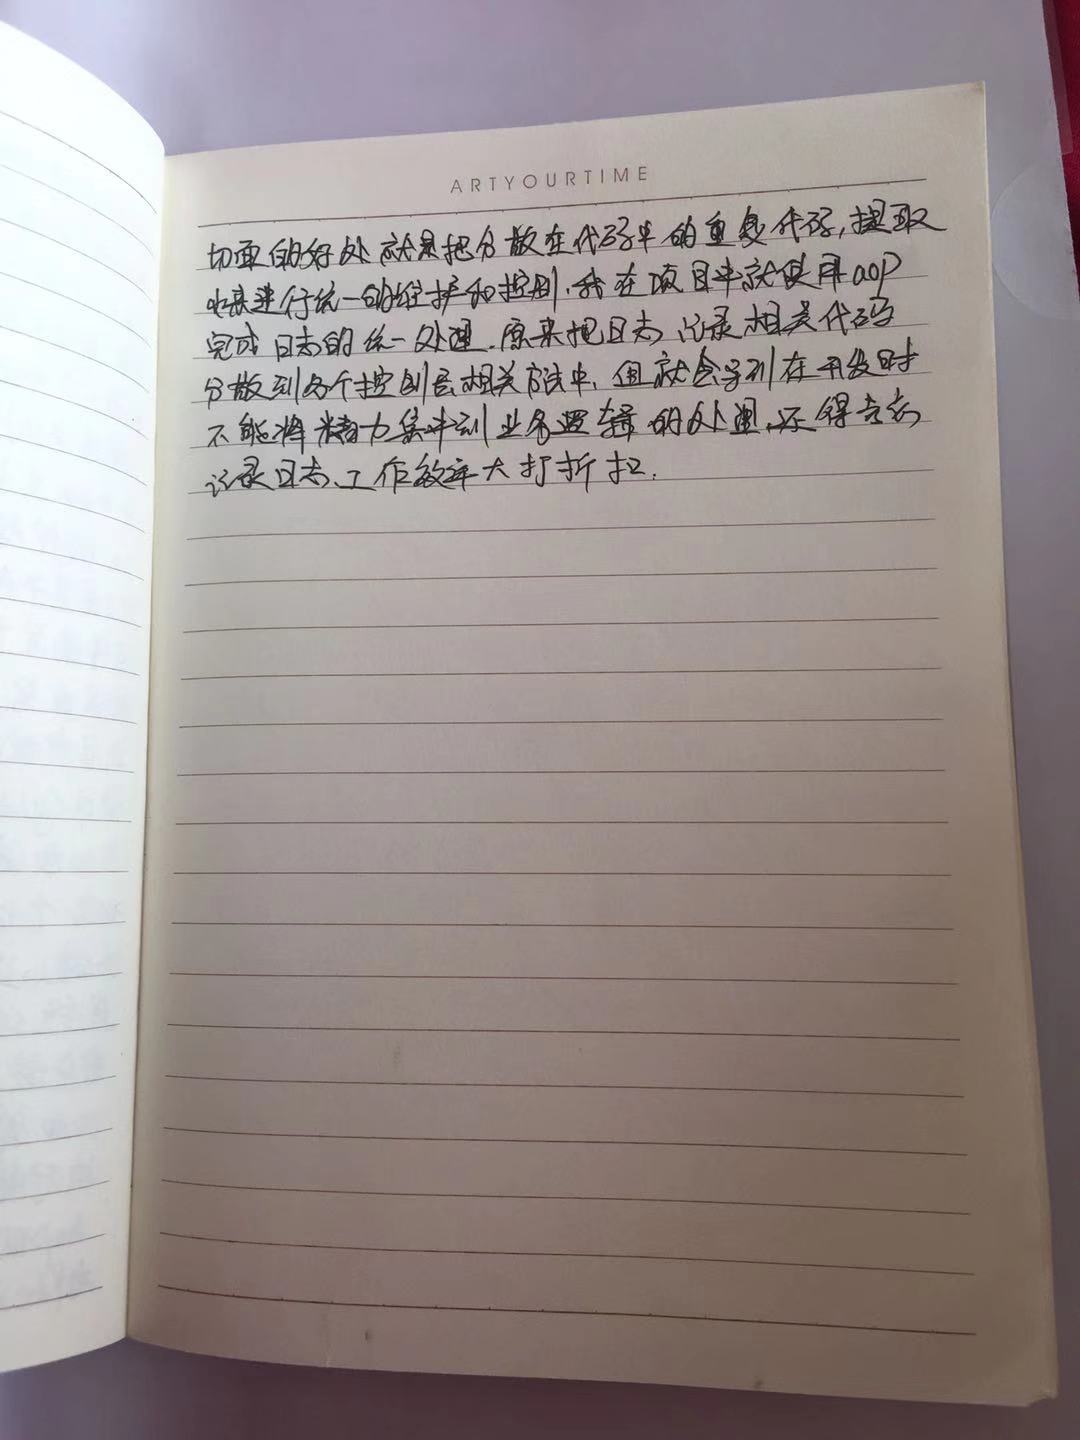 ARTYOURTIME
切面的好处就是把分散在代码中的重复代码,提取
出来进行统一的维护和控制.我在项目中就使用aop
完成日志的统一处理.原来把日志记录相关代码
分散到各个控制层相关方法中,但就会导致在开发时
不能将精力集中到业务逻辑的处理,还得考虑
记录日志,工作效率大打折扣.